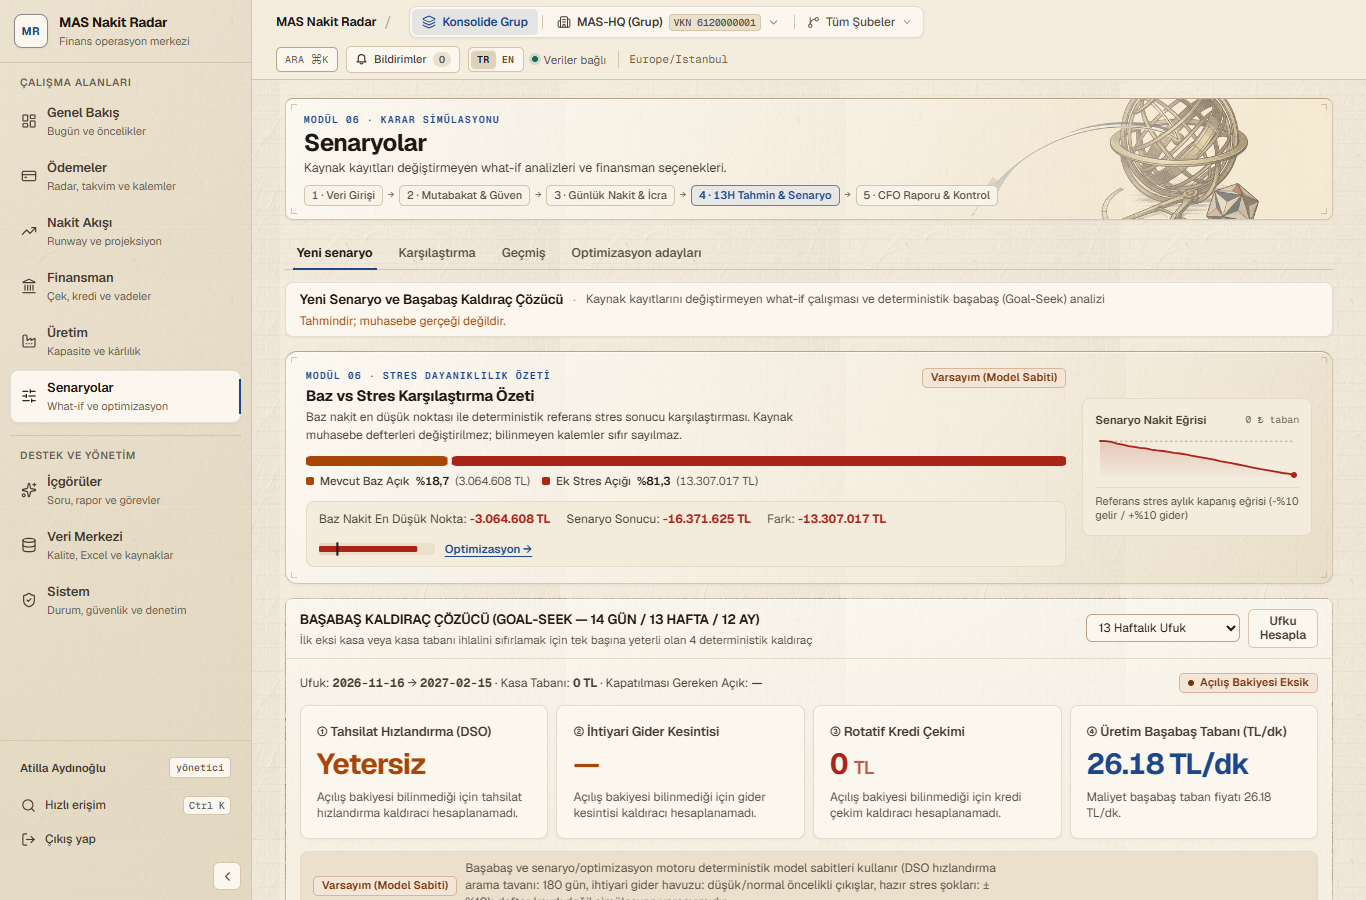 MR
MAS Nakit Radar
Finans operasyon merkezi
ÇALIŞMA ALANLARI
Genel Bakış
Bugün ve öncelikler
Ödemeler
Radar, takvim ve kalemler
Nakit Akışı
Runway ve projeksiyon
Finansman
Çek, kredi ve vadeler
Üretim
Kapasite ve kârlılık
Senaryolar
What-if ve optimizasyon
DESTEK VE YÖNETİM
İçgörüler
Soru, rapor ve görevler
Veri Merkezi
Kalite, Excel ve kaynaklar
Sistem
Durum, güvenlik ve denetim
Atilla Aydınoğlu yönetici
Hızlı erişim Ctrl K
Çıkış yap
MAS Nakit Radar / Konsolide Grup MAS-HQ (Grup) VKN 6120000001 Tüm Şubeler
ARA ⌘K Bildirimler 0 TR EN Veriler bağlı Europe/Istanbul
MODÜL 06 · KARAR SİMÜLASYONU
Senaryolar
Kaynak kayıtları değiştirmeyen what-if analizleri ve finansman seçenekleri.
1 · Veri Girişi → 2 · Mutabakat & Güven → 3 · Günlük Nakit & İcra → 4 · 13H Tahmin & Senaryo → 5 · CFO Raporu & Kontrol
Yeni senaryo Karşılaştırma Geçmiş Optimizasyon adayları
Yeni Senaryo ve Başabaş Kaldıraç Çözücü · Kaynak kayıtlarını değiştirmeyen what-if çalışması ve deterministik başabaş (Goal-Seek) analizi
Tahmindir; muhasebe gerçeği değildir.
MODÜL 06 · STRES DAYANIKLILIK ÖZETİ
Varsayım (Model Sabiti)
Baz vs Stres Karşılaştırma Özeti
Baz nakit en düşük noktası ile deterministik referans stres sonucu karşılaştırması. Kaynak
muhasebe defterleri değiştirilmez; bilinmeyen kalemler sıfır sayılmaz.
Mevcut Baz Açık %18,7 (3.064.608 TL) Ek Stres Açığı %81,3 (13.307.017 TL)
Baz Nakit En Düşük Nokta: -3.064.608 TL Senaryo Sonucu: -16.371.625 TL Fark: -13.307.017 TL
Optimizasyon →
Senaryo Nakit Eğrisi 0 ₺ taban
Referans stres aylık kapanış eğrisi (-%10
gelir / +%10 gider)
BAŞABAŞ KALDIRAÇ ÇÖZÜCÜ (GOAL-SEEK — 14 GÜN / 13 HAFTA / 12 AY)
İlk eksi kasa veya kasa tabanı ihlalini sıfırlamak için tek başına yeterli olan 4 deterministik kaldıraç
13 Haftalık Ufuk
Ufku
Hesapla
Ufuk: 2026-11-16 → 2027-02-15 · Kasa Tabanı: 0 TL · Kapatılması Gereken Açık: —
Açılış Bakiyesi Eksik
① Tahsilat Hızlandırma (DSO)
Yetersiz
Açılış bakiyesi bilinmediği için tahsilat
hızlandırma kaldıracı hesaplanamadı.
② İhtiyari Gider Kesintisi
—
Açılış bakiyesi bilinmediği için gider
kesintisi kaldıracı hesaplanamadı.
③ Rotatif Kredi Çekimi
0 TL
Açılış bakiyesi bilinmediği için kredi
çekim kaldıracı hesaplanamadı.
④ Üretim Başabaş Tabanı (TL/dk)
26.18 TL/dk
Maliyet başabaş taban fiyatı 26.18
TL/dk.
Varsayım (Model Sabiti)
Başabaş ve senaryo/optimizasyon motoru deterministik model sabitleri kullanır (DSO hızlandırma
arama tavanı: 180 gün, ihtiyari gider havuzu: düşük/normal öncelikli çıkışlar, hazır stres şokları: ±